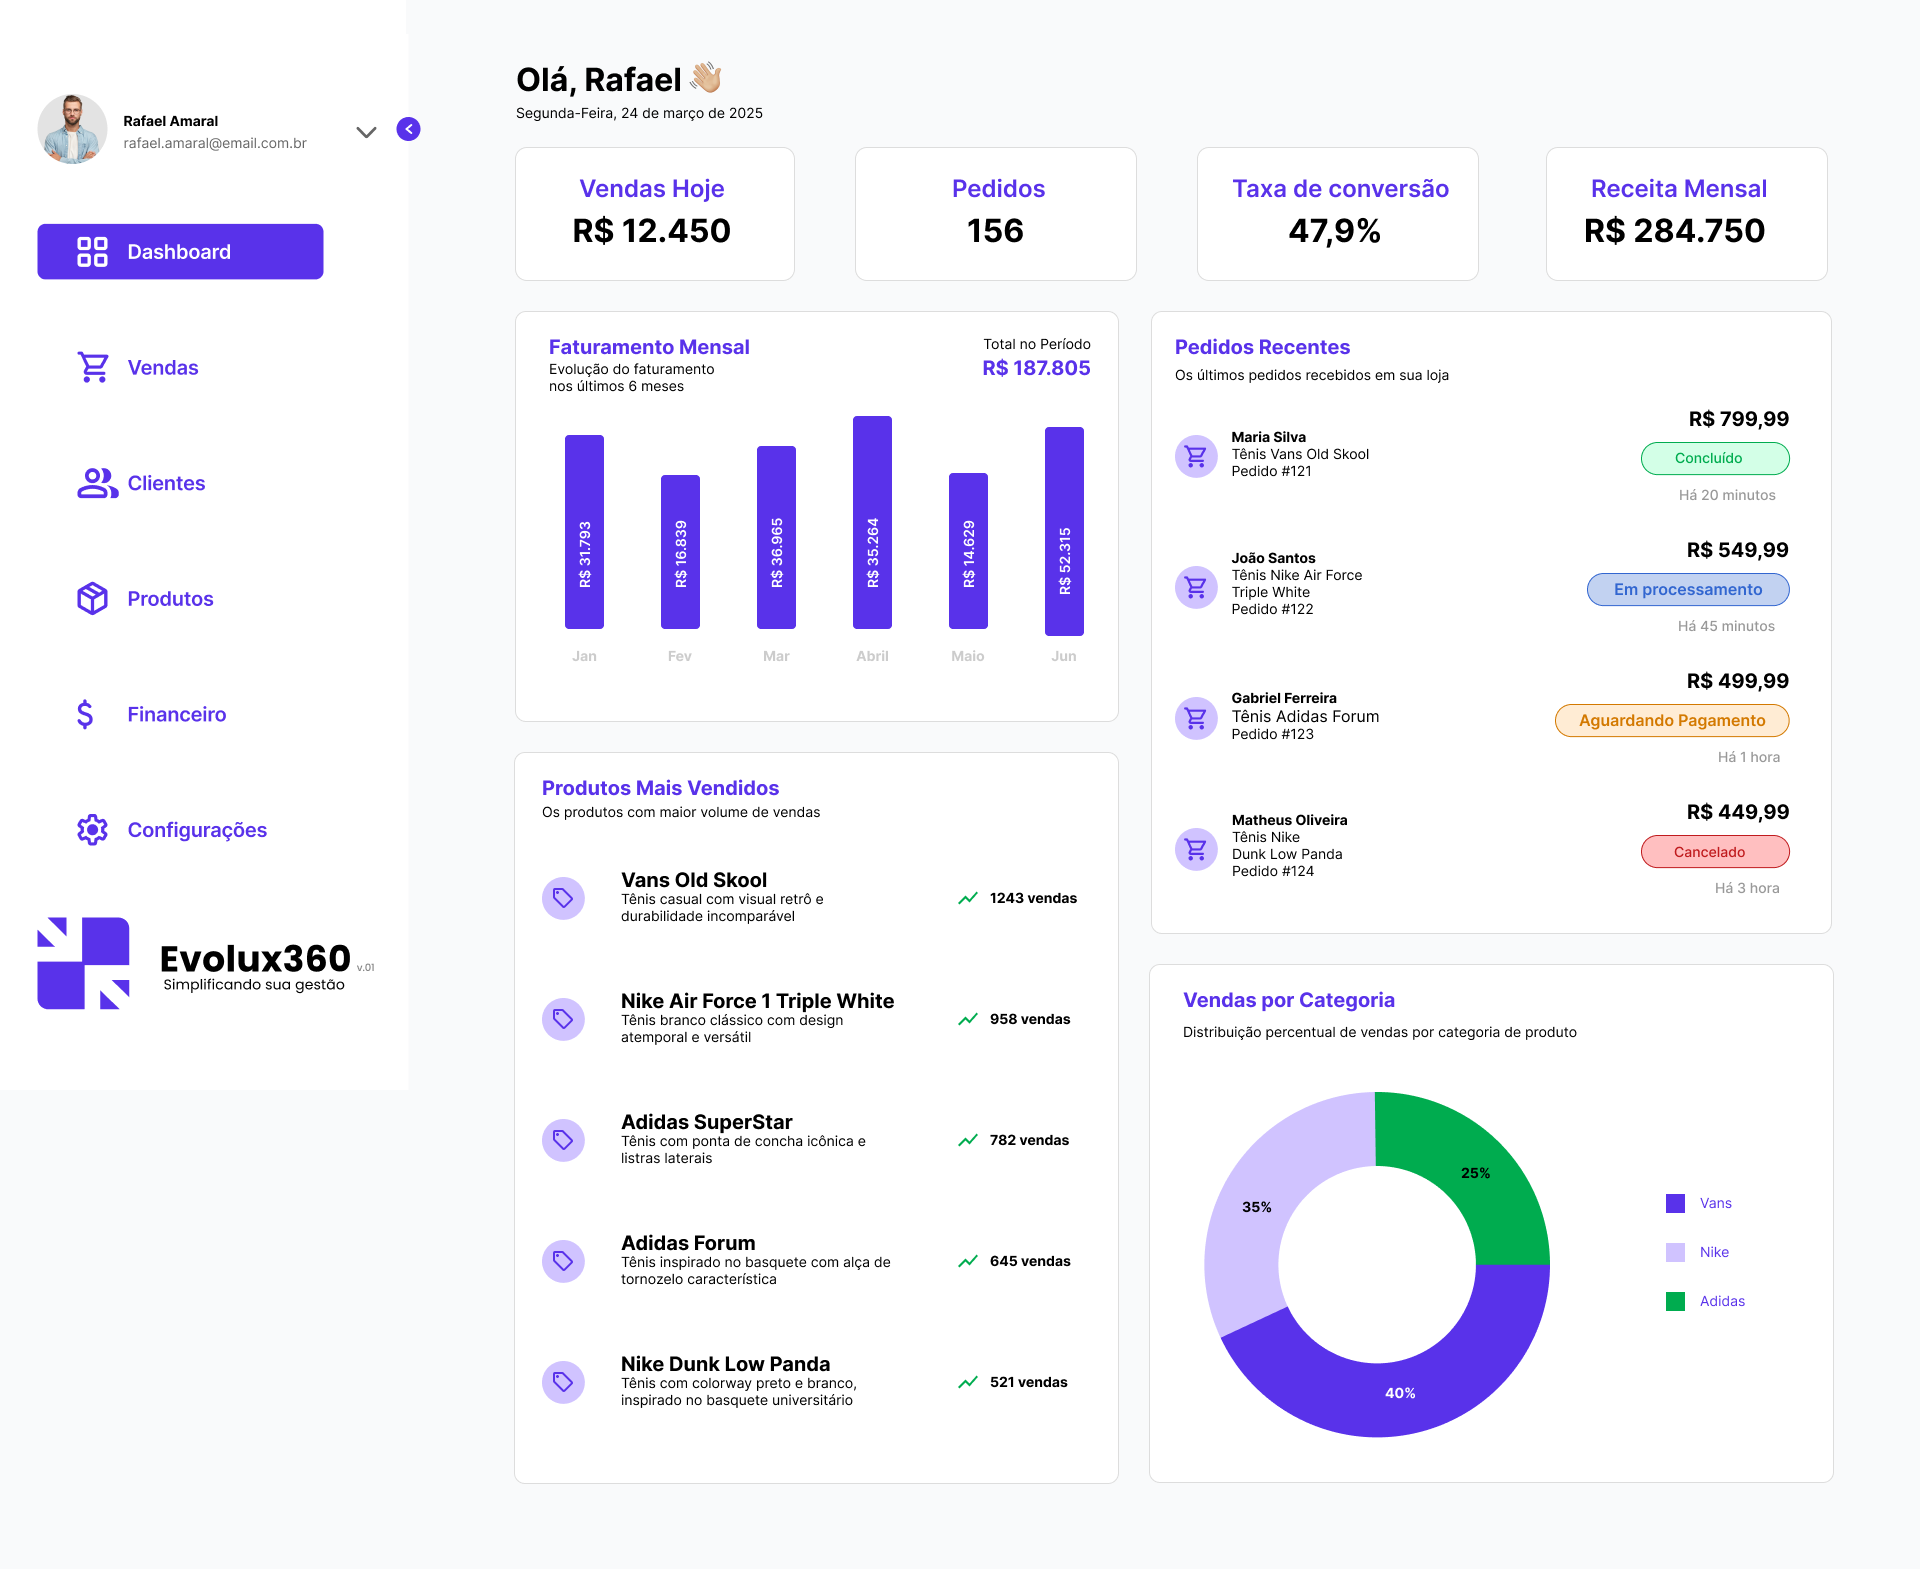 Rafael Amaral
rafael.amaral@email.com.br
Dashboard
Vendas
Clientes
Produtos
Financeiro
Configurações
Evolux360 v.01
Simplificando sua gestão
Olá, Rafael 👋🏼
Segunda-Feira, 24 de março de 2025
Vendas Hoje
R$ 12.450
Pedidos
156
Taxa de conversão
47,9%
Receita Mensal
R$ 284.750
Faturamento Mensal
Evolução do faturamento
nos últimos 6 meses
Total no Período
R$ 187.805
R$ 31.793
R$ 16.839
R$ 36.965
R$ 35.264
R$ 14.629
R$ 52.315
Jan
Fev
Mar
Abril
Maio
Jun
Pedidos Recentes
Os últimos pedidos recebidos em sua loja
Maria Silva
Tênis Vans Old Skool
Pedido #121
R$ 799,99
Concluído
Há 20 minutos
João Santos
Tênis Nike Air Force
Triple White
Pedido #122
R$ 549,99
Em processamento
Há 45 minutos
Gabriel Ferreira
Tênis Adidas Forum
Pedido #123
R$ 499,99
Aguardando Pagamento
Há 1 hora
Matheus Oliveira
Tênis Nike
Dunk Low Panda
Pedido #124
R$ 449,99
Cancelado
Há 3 hora
Produtos Mais Vendidos
Os produtos com maior volume de vendas
Vans Old Skool
Tênis casual com visual retrô e
durabilidade incomparável
1243 vendas
Nike Air Force 1 Triple White
Tênis branco clássico com design
atemporal e versátil
958 vendas
Adidas SuperStar
Tênis com ponta de concha icônica e
listras laterais
782 vendas
Adidas Forum
Tênis inspirado no basquete com alça de
tornozelo característica
645 vendas
Nike Dunk Low Panda
Tênis com colorway preto e branco,
inspirado no basquete universitário
521 vendas
Vendas por Categoria
Distribuição percentual de vendas por categoria de produto
25%
35%
40%
Vans
Nike
Adidas